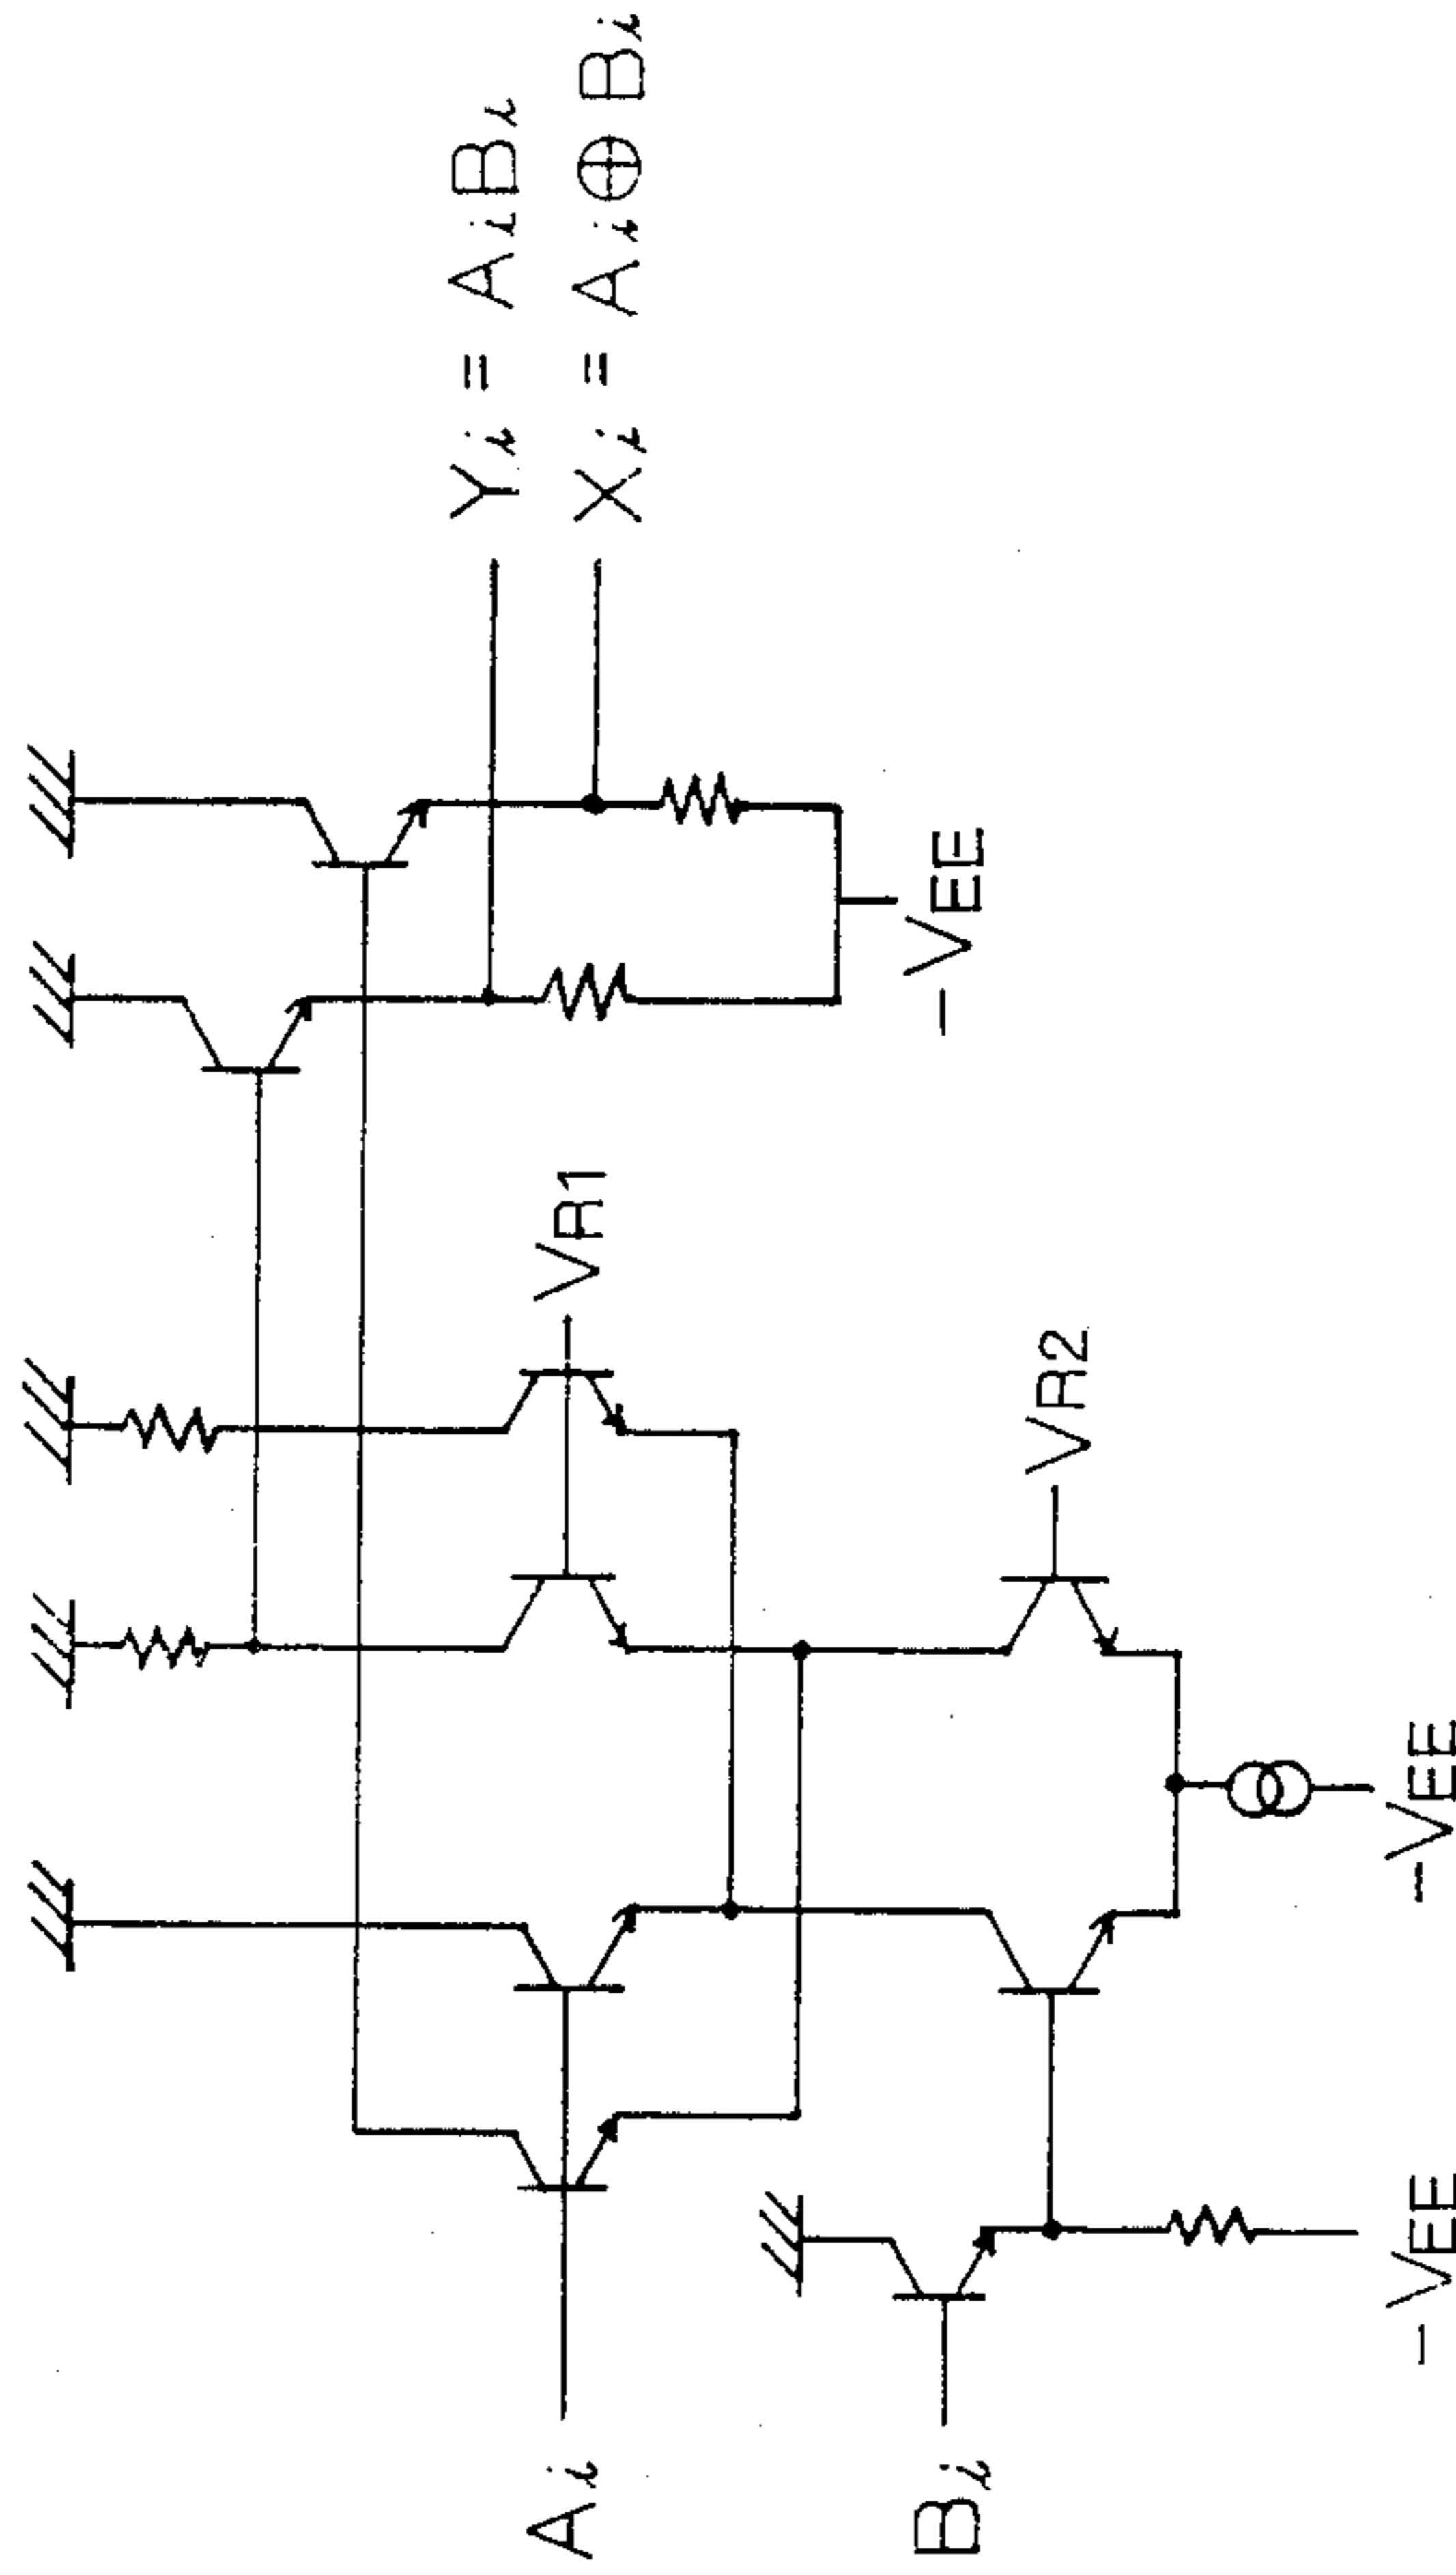 Yi = AiBi
Xi = Ai ⊕ Bi
VR1
VR2
Ai
Bi
-VEE
-VEE
-VEE